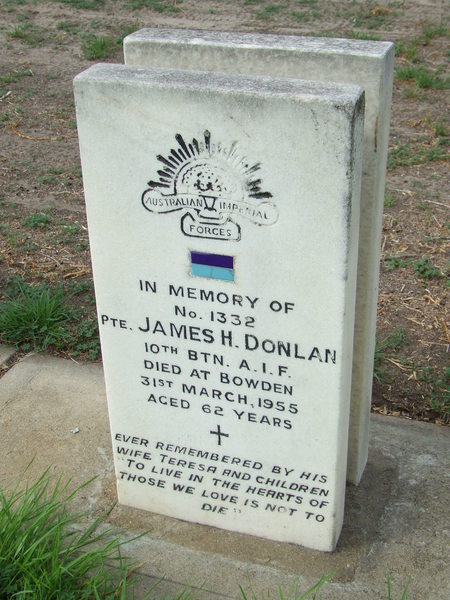 AUSTRALIAN IMPERIAL
FORCES
IN MEMORY OF
No. 1332
PTE. JAMES H. DONLAN
10TH BTN. A.I.F.
DIED AT BOWDEN
31ST MARCH, 1955
AGED 62 YEARS
EVER REMEMBERED BY HIS
WIFE TERESA AND CHILDREN
"TO LIVE IN THE HEARTS OF
THOSE WE LOVE IS NOT TO
DIE"